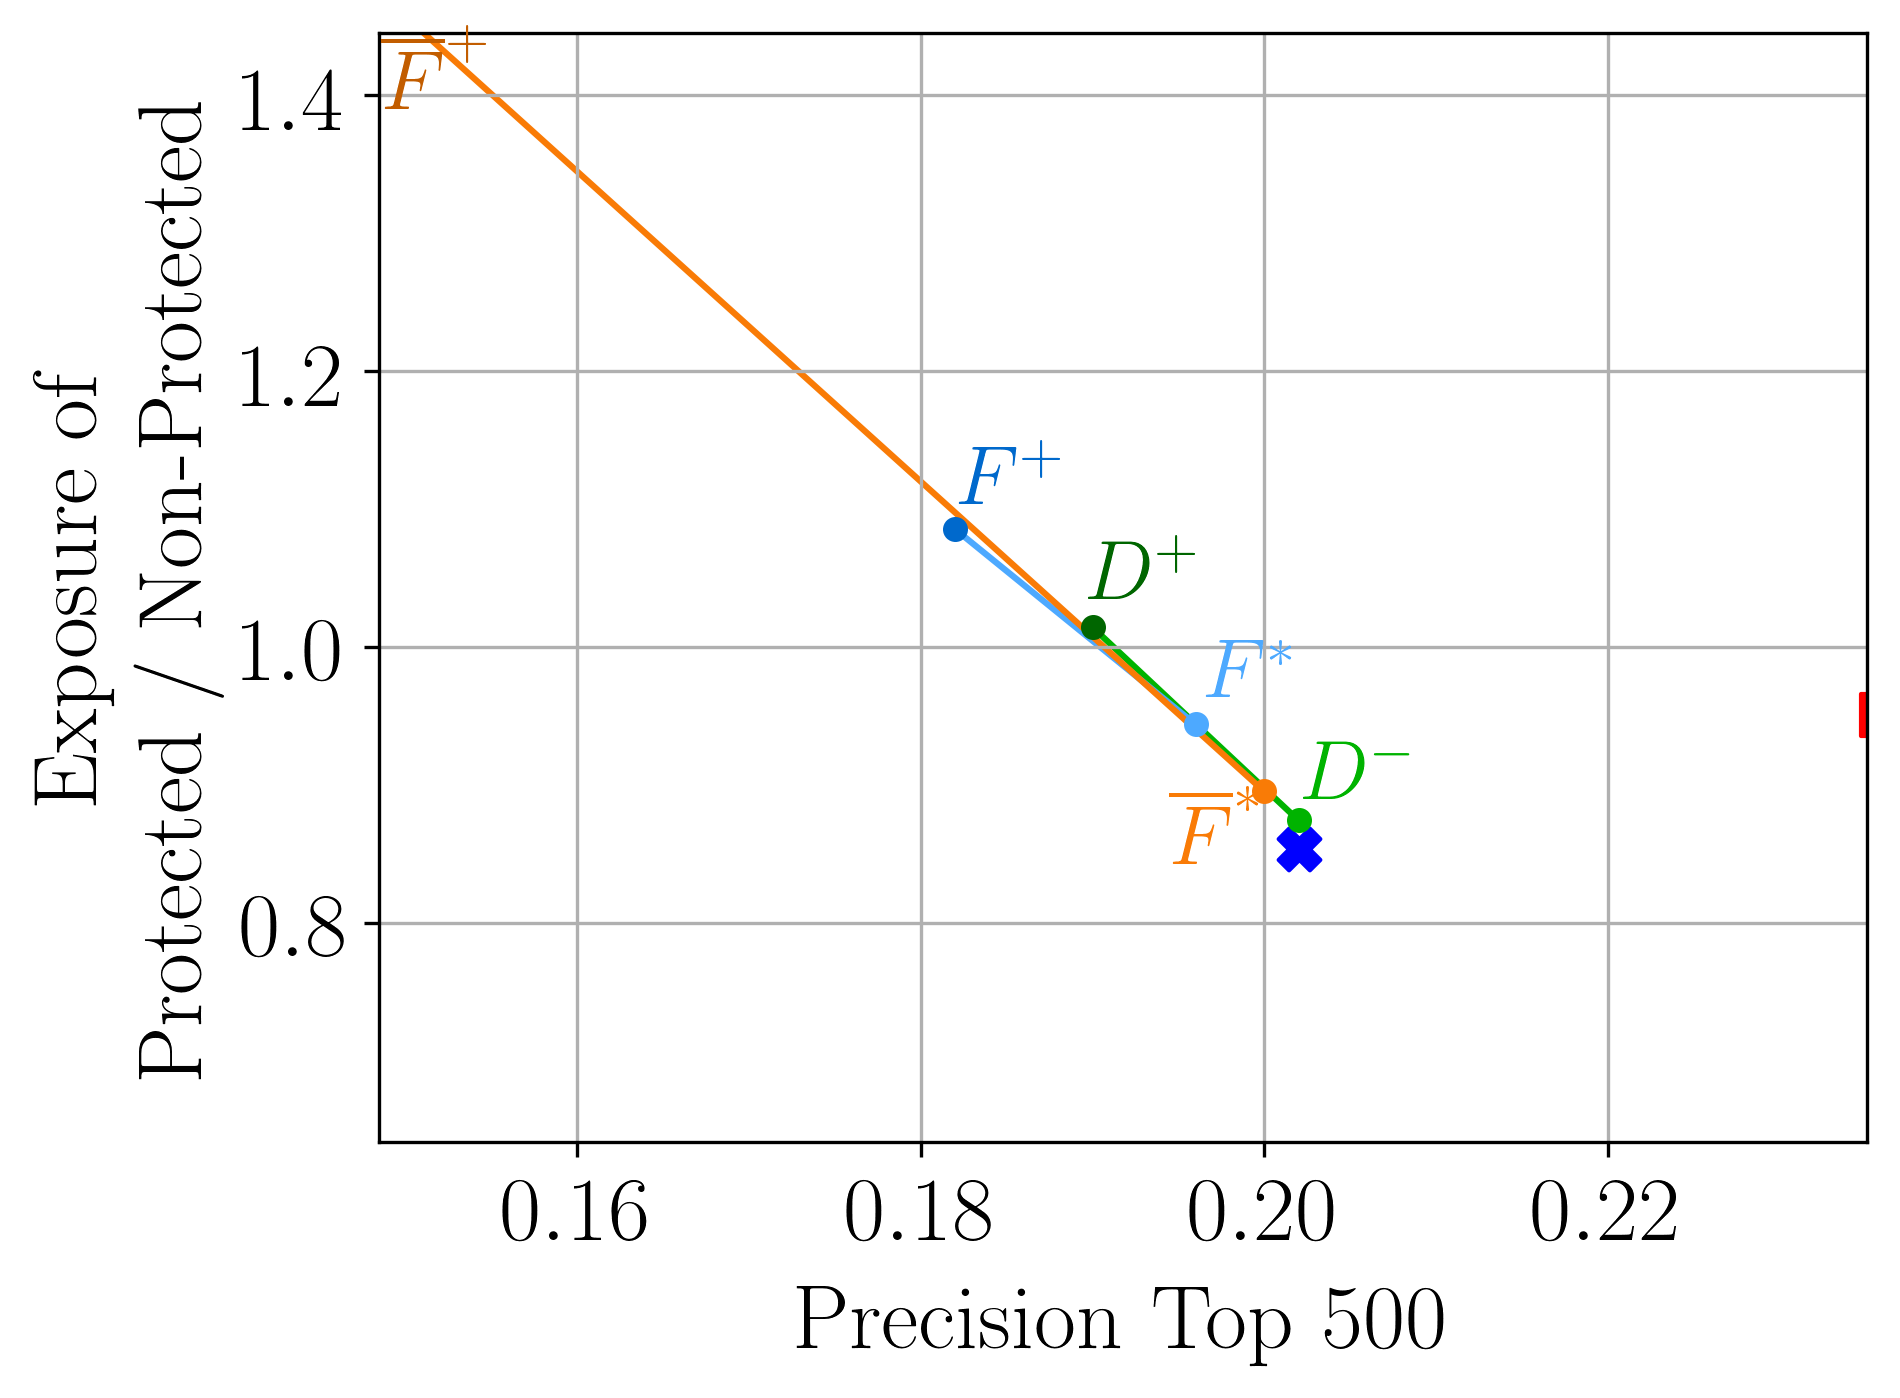 Exposure of
Protected / Non-Protected
1.4
1.2
1.0
0.8
F̅⁺
F⁺
D⁺
F*
D⁻
F̅*
0.16 0.18 0.20 0.22
Precision Top 500